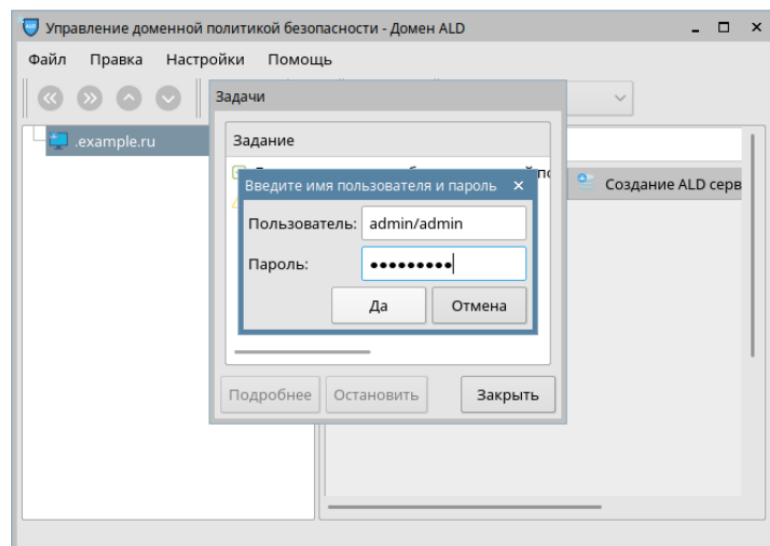 Управление доменной политикой безопасности - Домен ALD
Файл Правка Настройки Помощь
Задачи
.example.ru
Задание
Создание ALD серв
Введите имя пользователя и пароль
Пользователь: admin/admin
Пароль: •••••••••
Да Отмена
Подробнее Остановить Закрыть